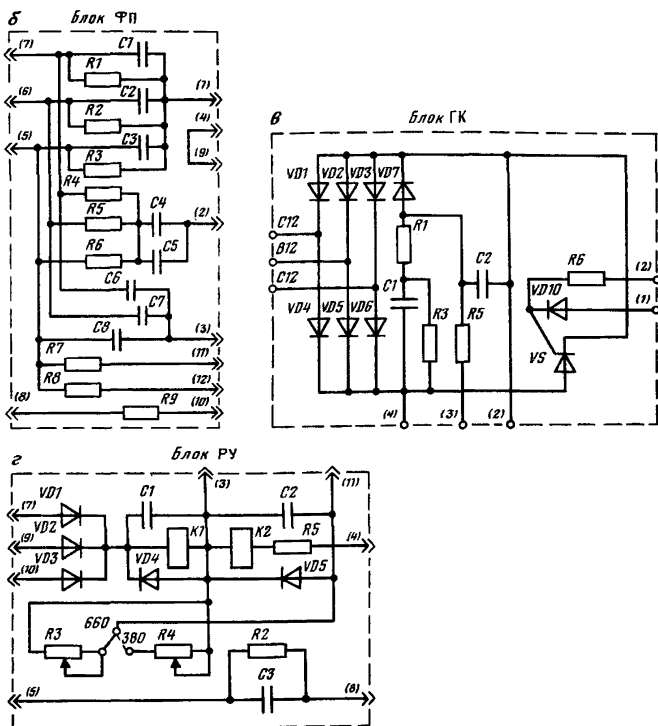 б Блок ФП
(7) C1
R1
(6) C2 (1)
R2 (4)
(5) C3
R3 (9)
R4
R5 C4 (2)
R6 C5
C6
C7
C8 (3)
R7 (11)
R8 (12)
(8) R9 (10)
в Блок ГК
VD1 VD2 VD3 VD7
C12 R1
B12 C2 R6 (2)
C12 VD10 (1)
C1
VD4 VD5 VD6 R3 R5
VS
(4) (3) (2)
г Блок РУ
(7) VD1 C1 (3) C2 (11)
VD2 K1 K2 R5
(9) (4)
VD3 VD4 VD5
(10)
660
R3 380 R4 R2
C3
(5) (8)